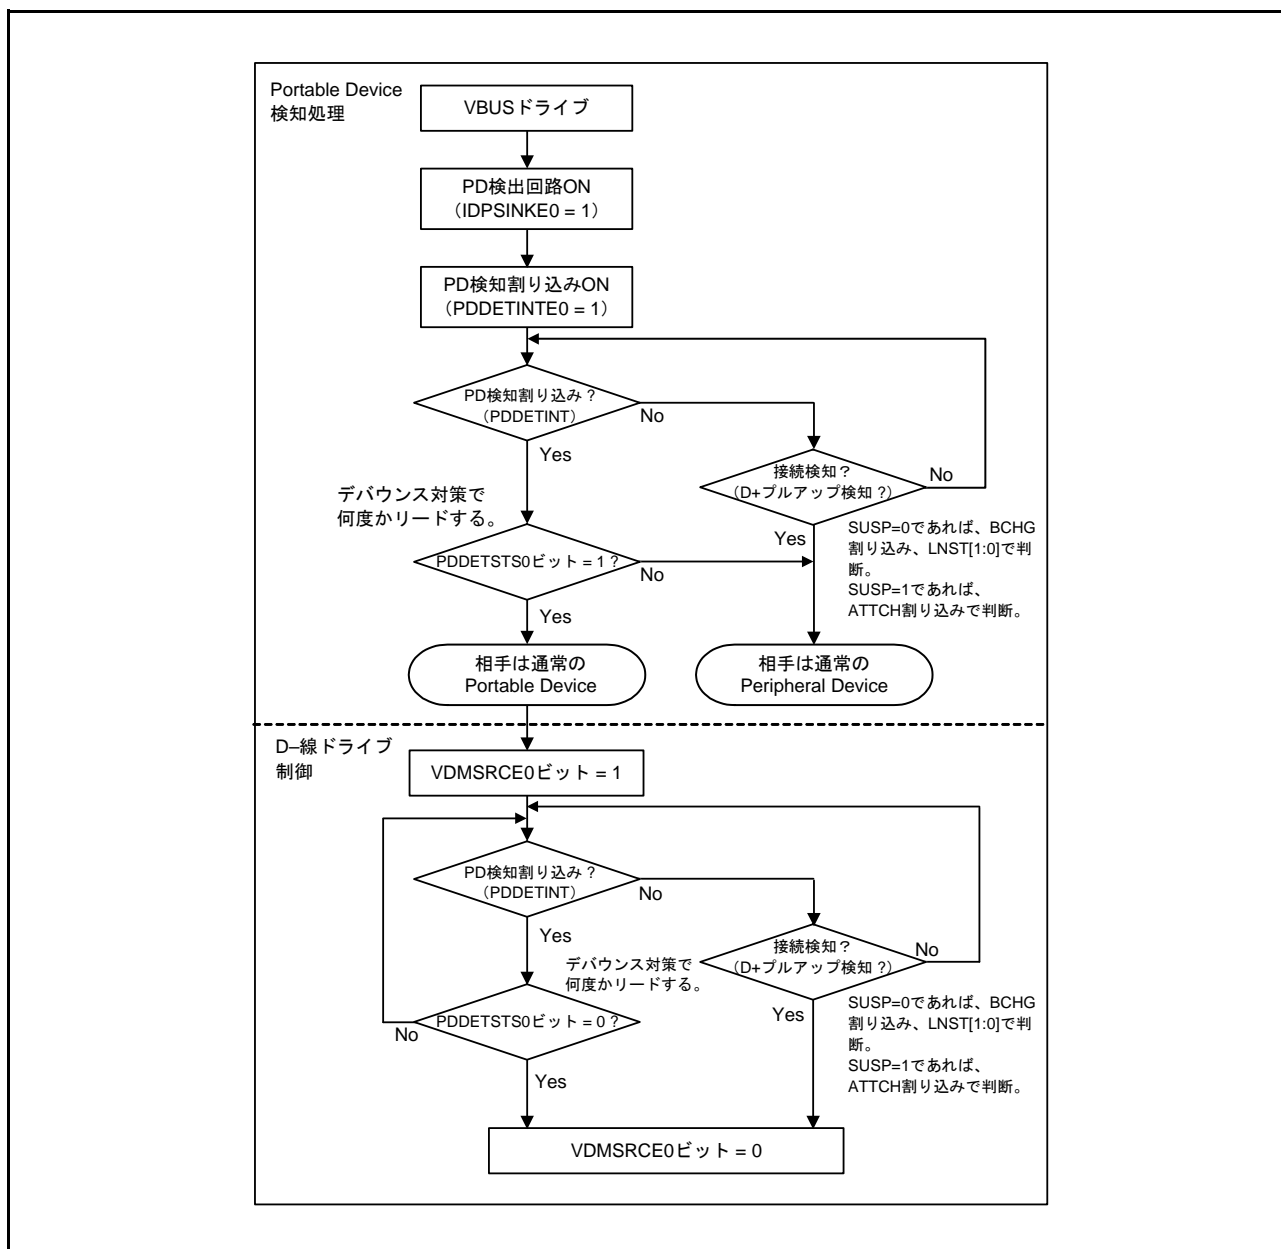 Portable Device
検知処理
VBUSドライブ
PD検出回路ON
(IDPSINKE0 = 1)
PD検知割り込みON
(PDDETINTE0 = 1)
PD検知割り込み ?
(PDDETINT)
No
Yes
接続検知 ?
(D+プルアップ検知 ?)
No
デバウンス対策で
何度かリードする。
Yes
SUSP=0であれば、BCHG
割り込み、LNST[1:0]で判
断。
SUSP=1であれば、
ATTCH割り込みで判断。
PDDETSTS0ビット = 1 ?
No
Yes
相手は通常の
Portable Device
相手は通常の
Peripheral Device
D–線ドライブ
制御
VDMSRCE0ビット = 1
PD検知割り込み ?
(PDDETINT)
No
Yes
接続検知 ?
(D+プルアップ検知 ?)
No
デバウンス対策で
何度かリードする。
Yes
SUSP=0であれば、BCHG
割り込み、LNST[1:0]で判
断。
SUSP=1であれば、
ATTCH割り込みで判断。
PDDETSTS0ビット = 0 ?
No
Yes
VDMSRCE0ビット = 0